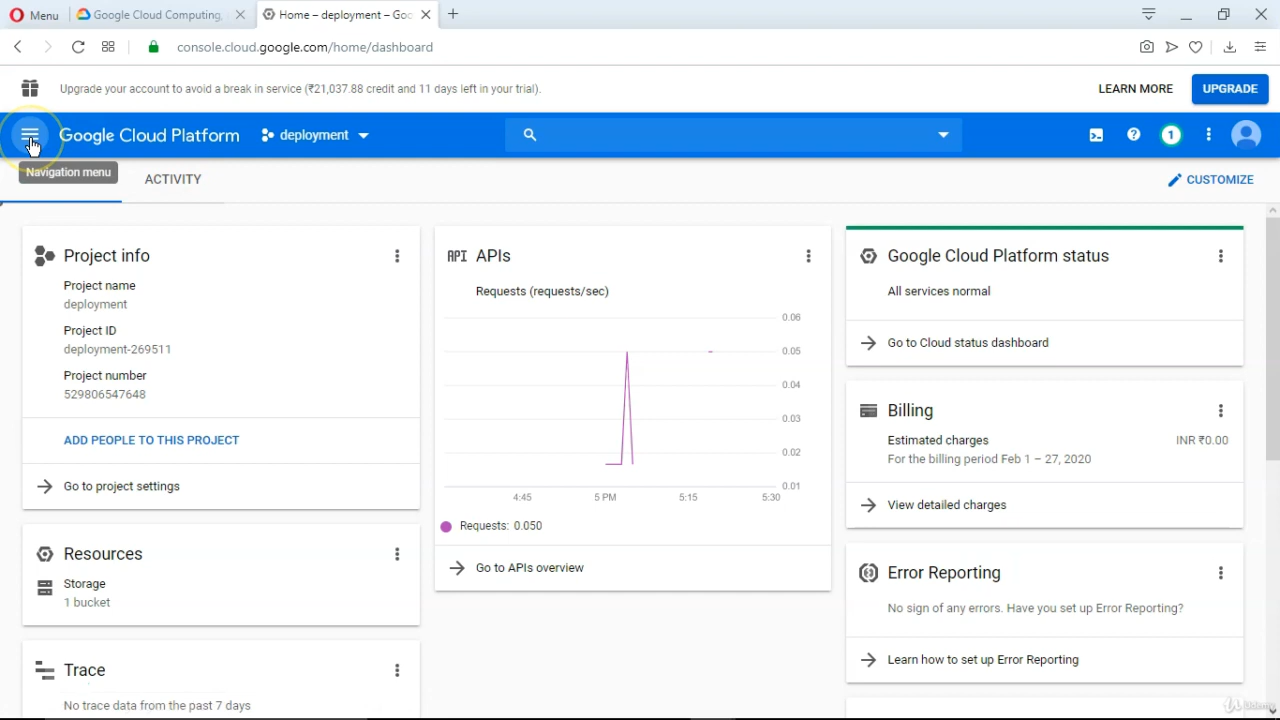 Menu
Google Cloud Computing,
Home – deployment – Goo
console.cloud.google.com/home/dashboard
Upgrade your account to avoid a break in service (₹21,037.88 credit and 11 days left in your trial).
LEARN MORE
UPGRADE
Google Cloud Platform
deployment
1
Navigation menu
ACTIVITY
CUSTOMIZE
Project info
Project name
deployment
Project ID
deployment-269511
Project number
529806547648
ADD PEOPLE TO THIS PROJECT
Go to project settings
Resources
Storage
1 bucket
Trace
No trace data from the past 7 days
API APIs
Requests (requests/sec)
0.06
0.05
0.04
0.03
0.02
0.01
4:45 5 PM 5:15 5:30
Requests: 0.050
Go to APIs overview
Google Cloud Platform status
All services normal
Go to Cloud status dashboard
Billing
Estimated charges INR ₹0.00
For the billing period Feb 1 – 27, 2020
View detailed charges
Error Reporting
No sign of any errors. Have you set up Error Reporting?
Learn how to set up Error Reporting
Udemy